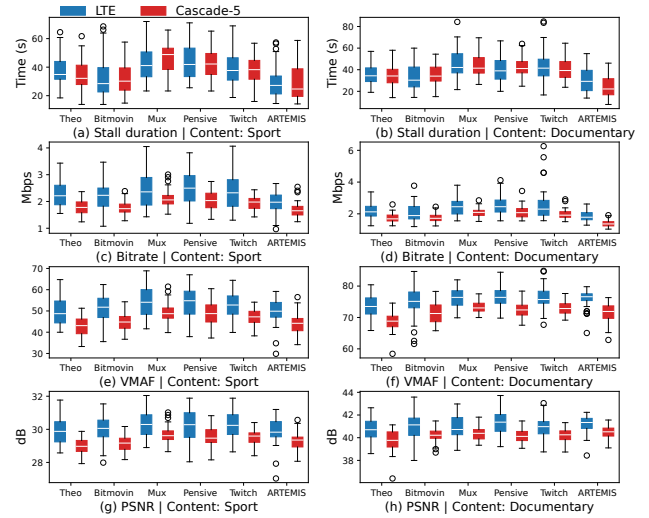 LTE Cascade-5
Time (s) 60 40 20
Theo Bitmovin Mux Pensive Twitch ARTEMIS
(a) Stall duration | Content: Sport
Time (s) 80 60 40 20
Theo Bitmovin Mux Pensive Twitch ARTEMIS
(b) Stall duration | Content: Documentary
Mbps 4 3 2 1
Theo Bitmovin Mux Pensive Twitch ARTEMIS
(c) Bitrate | Content: Sport
Mbps 6 4 2
Theo Bitmovin Mux Pensive Twitch ARTEMIS
(d) Bitrate | Content: Documentary
70 60 50 40 30
Theo Bitmovin Mux Pensive Twitch ARTEMIS
(e) VMAF | Content: Sport
80 70 60
Theo Bitmovin Mux Pensive Twitch ARTEMIS
(f) VMAF | Content: Documentary
dB 32 30 28
Theo Bitmovin Mux Pensive Twitch ARTEMIS
(g) PSNR | Content: Sport
dB 42 40 38
Theo Bitmovin Mux Pensive Twitch ARTEMIS
(h) PSNR | Content: Documentary